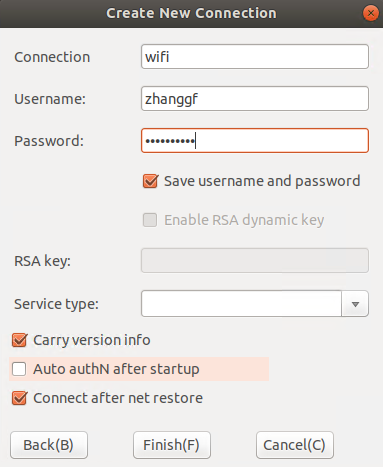 Create New Connection
Connection wifi
Username: zhanggf
Password: ••••••••••
Save username and password
Enable RSA dynamic key
RSA key:
Service type:
Carry version info
Auto authN after startup
Connect after net restore
Back(B) Finish(F) Cancel(C)